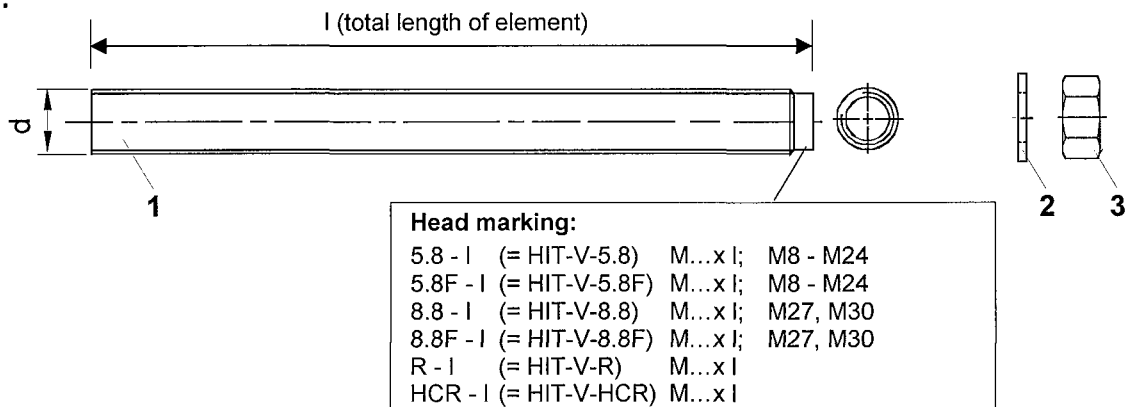 l (total length of element)
d
1
2
3
Head marking:
5.8 - l (= HIT-V-5.8) M...x l; M8 - M24
5.8F - l (= HIT-V-5.8F) M...x l; M8 - M24
8.8 - l (= HIT-V-8.8) M...x l; M27, M30
8.8F - l (= HIT-V-8.8F) M...x l; M27, M30
R - l (= HIT-V-R) M...x l
HCR - l (= HIT-V-HCR) M...x l